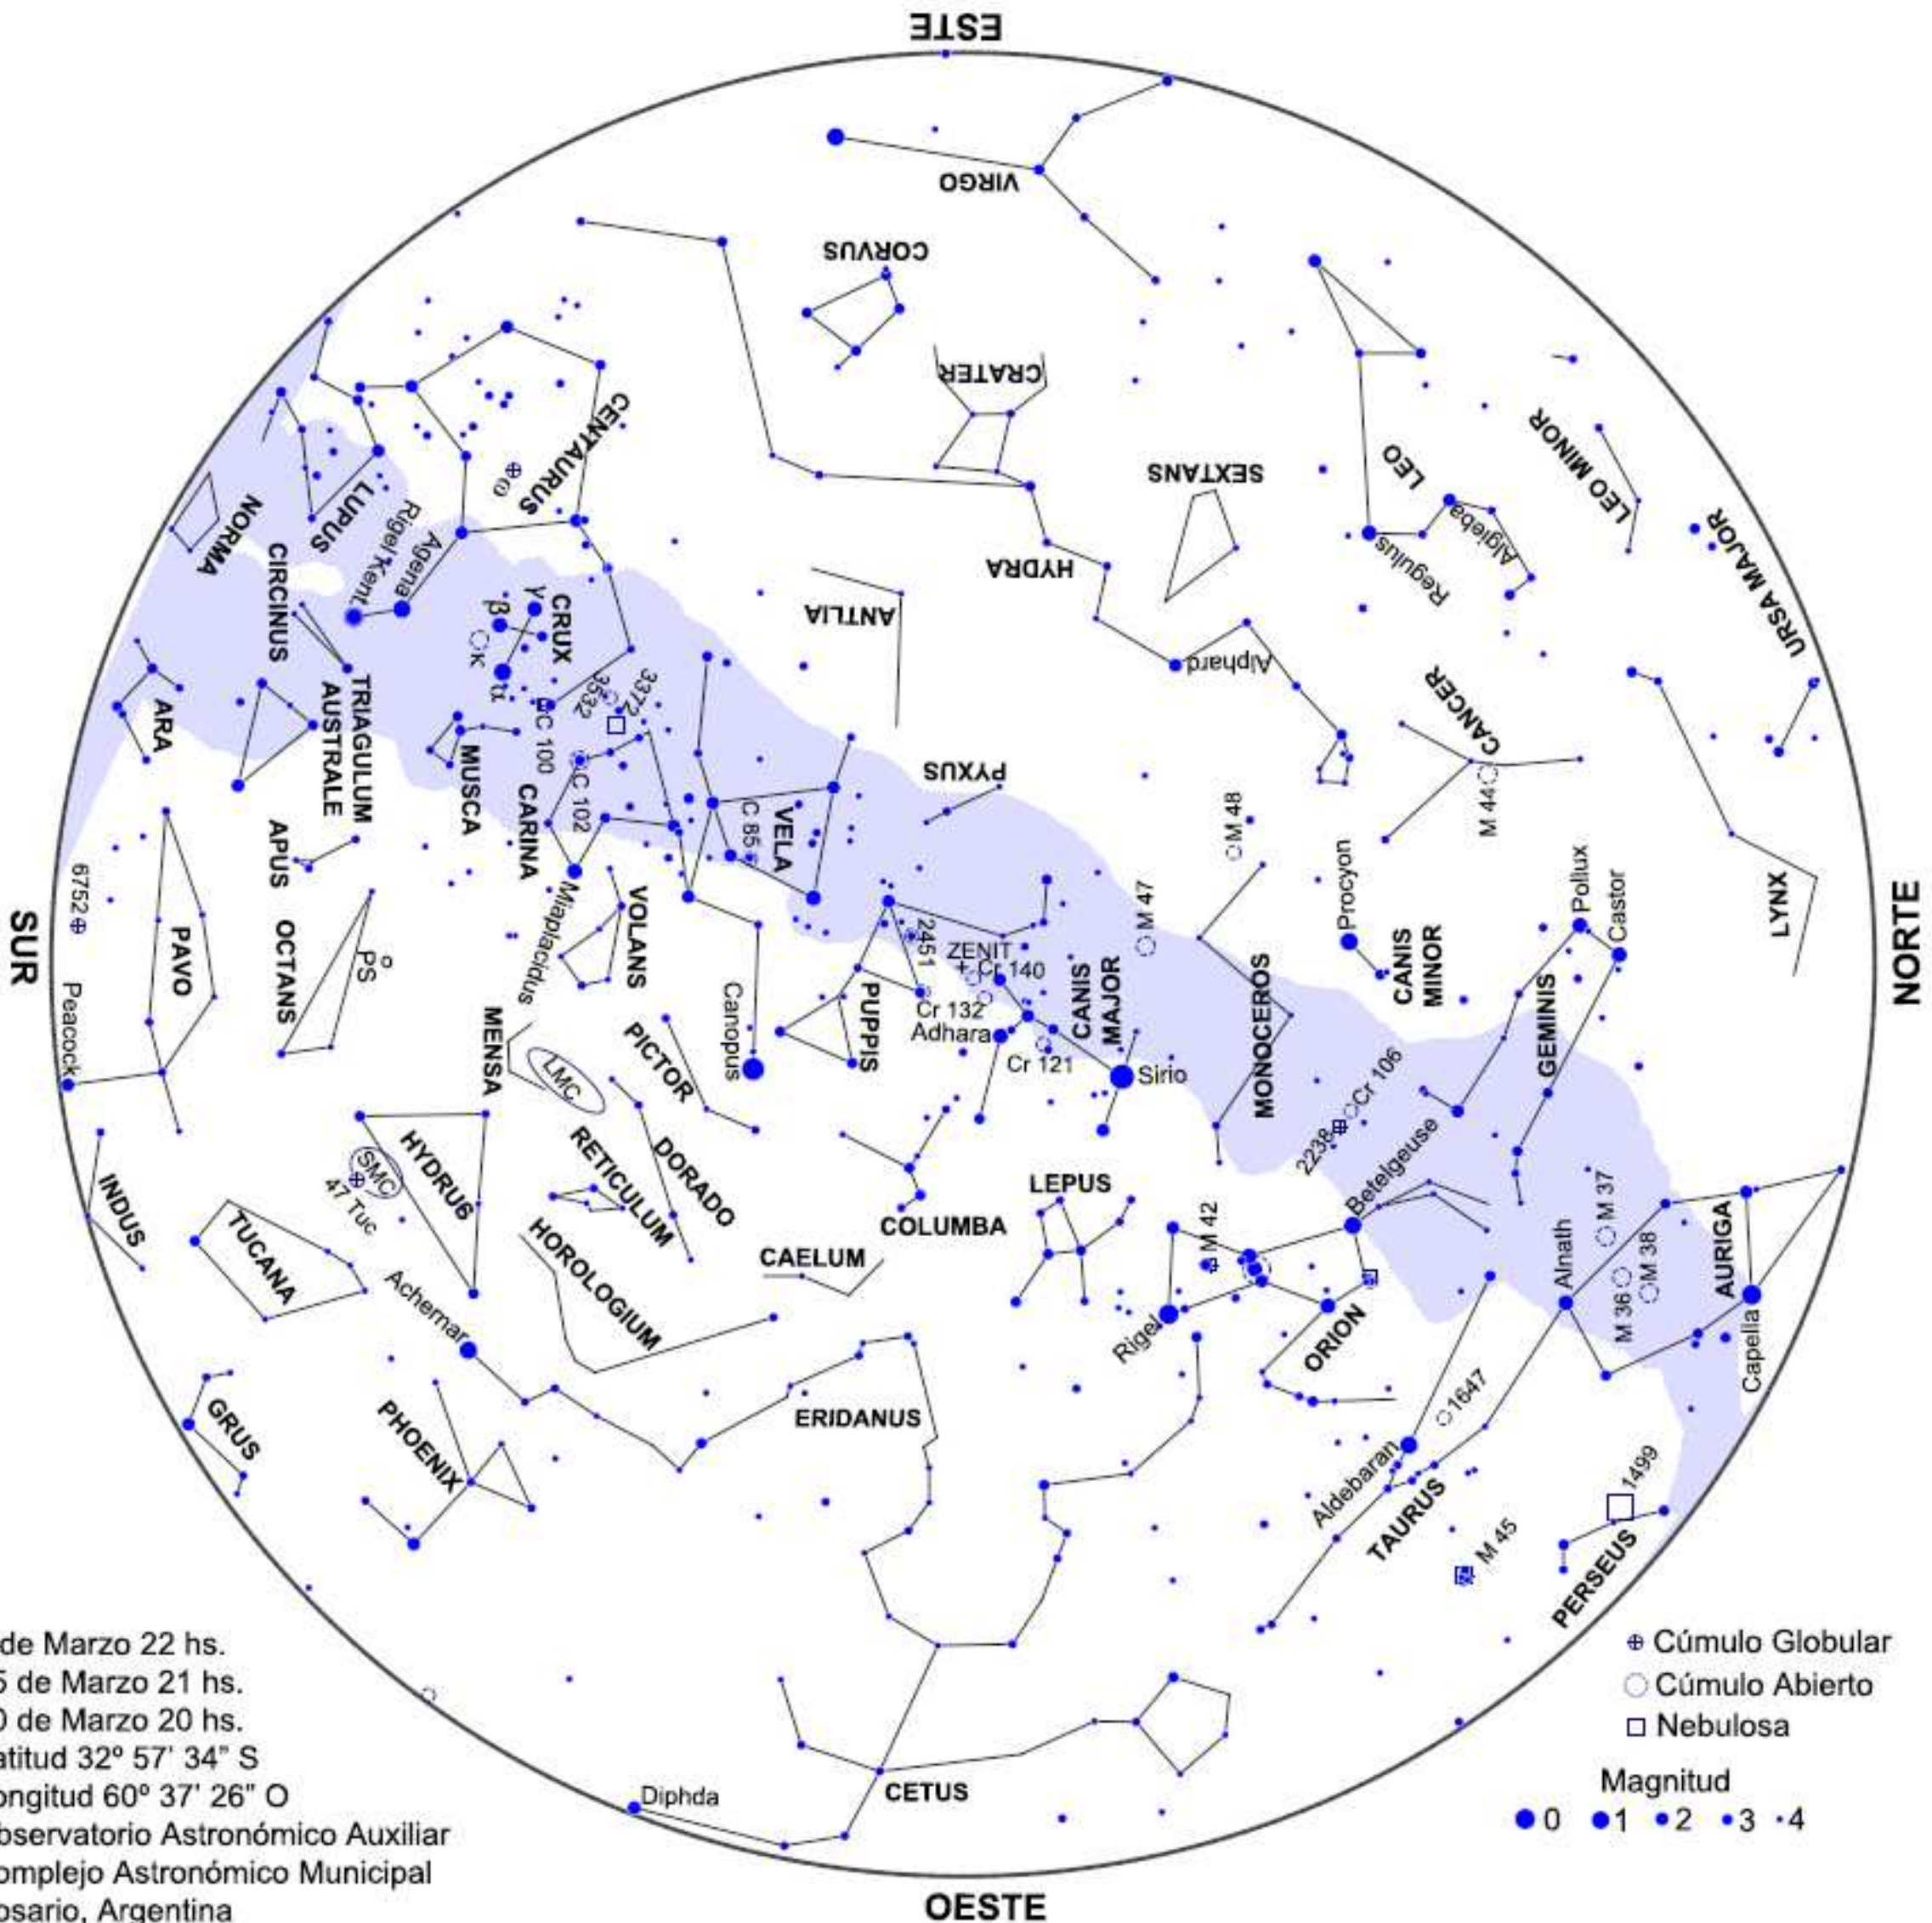 ESTE
VIRGO
CORVUS
CRATER
CENTAURUS
ω
SEXTANS
LEO
LEO MINOR
URSA MAJOR
Algieba
Regulus
HYDRA
Alphard
ANTLIA
NORMA
LUPUS
Rigel Kent
Agena
CIRCINUS
CRUX
γ
β
κ
α
3532
3372
C 100
C 102
ARA
TRIAGULUM
AUSTRALE
MUSCA
CARINA
APUS
VELA
C 85
PYXUS
M 48
CANCER
M 44
Procyon
Pollux
Castor
LYNX
NORTE
SUR
6752
PAVO
OCTANS
PS
Miaplacidus
VOLANS
Canopus
PUPPIS
2451
ZENIT
+
Cr 140
Cr 132
Adhara
Cr 121
CANIS
MAJOR
M 47
Sirio
MONOCEROS
CANIS
MINOR
GEMINIS
Peacock
MENSA
LMC
PICTOR
Cr 106
2238
Betelgeuse
INDUS
SMC
47 Tuc
HYDRUS
RETICULUM
DORADO
COLUMBA
LEPUS
M 42
Alnath
M 37
M 38
M 36
AURIGA
Capella
TUCANA
Achernar
HOROLOGIUM
CAELUM
Rigel
ORION
GRUS
PHOENIX
ERIDANUS
1647
Aldebaran
TAURUS
M 45
1499
PERSEUS
Diphda
CETUS
OESTE
de Marzo 22 hs.
5 de Marzo 21 hs.
0 de Marzo 20 hs.
atitud 32º 57' 34" S
ongitud 60º 37' 26" O
bservatorio Astronómico Auxiliar
omplejo Astronómico Municipal
osario, Argentina
Cúmulo Globular
Cúmulo Abierto
Nebulosa
Magnitud
0 1 2 3 4